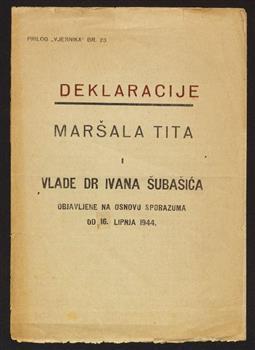 PRILOG „VJESNIKA" BR. 23
DEKLARACIJE
MARŠALA TITA
I
VLADE DR IVANA ŠUBAŠIĆA
OBJAVLJENE NA OSNOVU SPORAZUMA
OD 16. LIPNJA 1944.